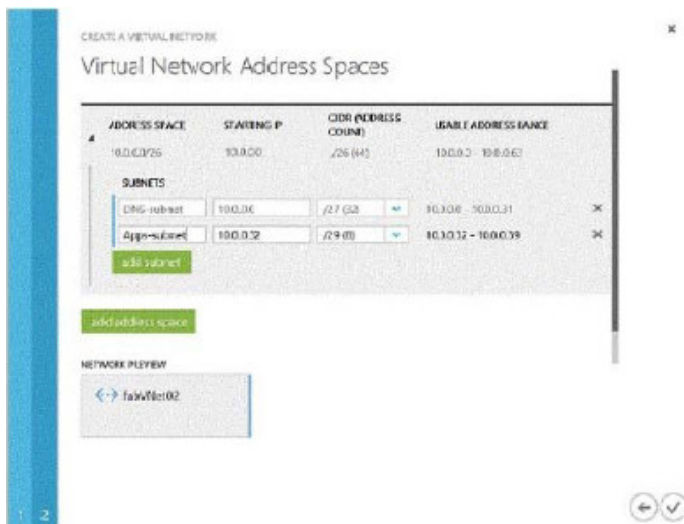 CREATE A VIRTUAL NETWORK
Virtual Network Address Spaces
ADDRESS SPACE STARTING IP CIDR (ADDRESS COUNT) USABLE ADDRESS RANGE
10.0.0.0/26 10.0.0.0 /26 (64) 10.0.0.0 - 10.0.0.63
SUBNETS
DNS-subnet 10.0.0.0 /27 (32) 10.0.0.0 - 10.0.0.31
Apps-subnet 10.0.0.32 /29 (8) 10.0.0.32 - 10.0.0.39
add subnet
add address space
NETWORK PREVIEW
fabVNet02
1 2